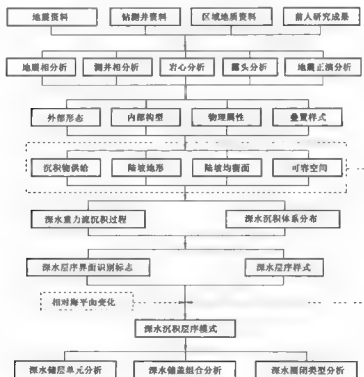 地质资料 钻测井资料 区域地质资料 前人研究成果
地震相分析 测井相分析 岩心分析 露头分析 地震正演分析
外部形态 内部构型 物理属性 叠置样式
沉积物供给 陆坡地形 陆坡均衡面 可容空间
深水重力流沉积过程 深水沉积体系分布
深水层序界面识别标志 深水层序样式
相对海平面变化
深水沉积层序模式
深水储层单元分析 深水储盖组合分析 深水圈闭类型分析